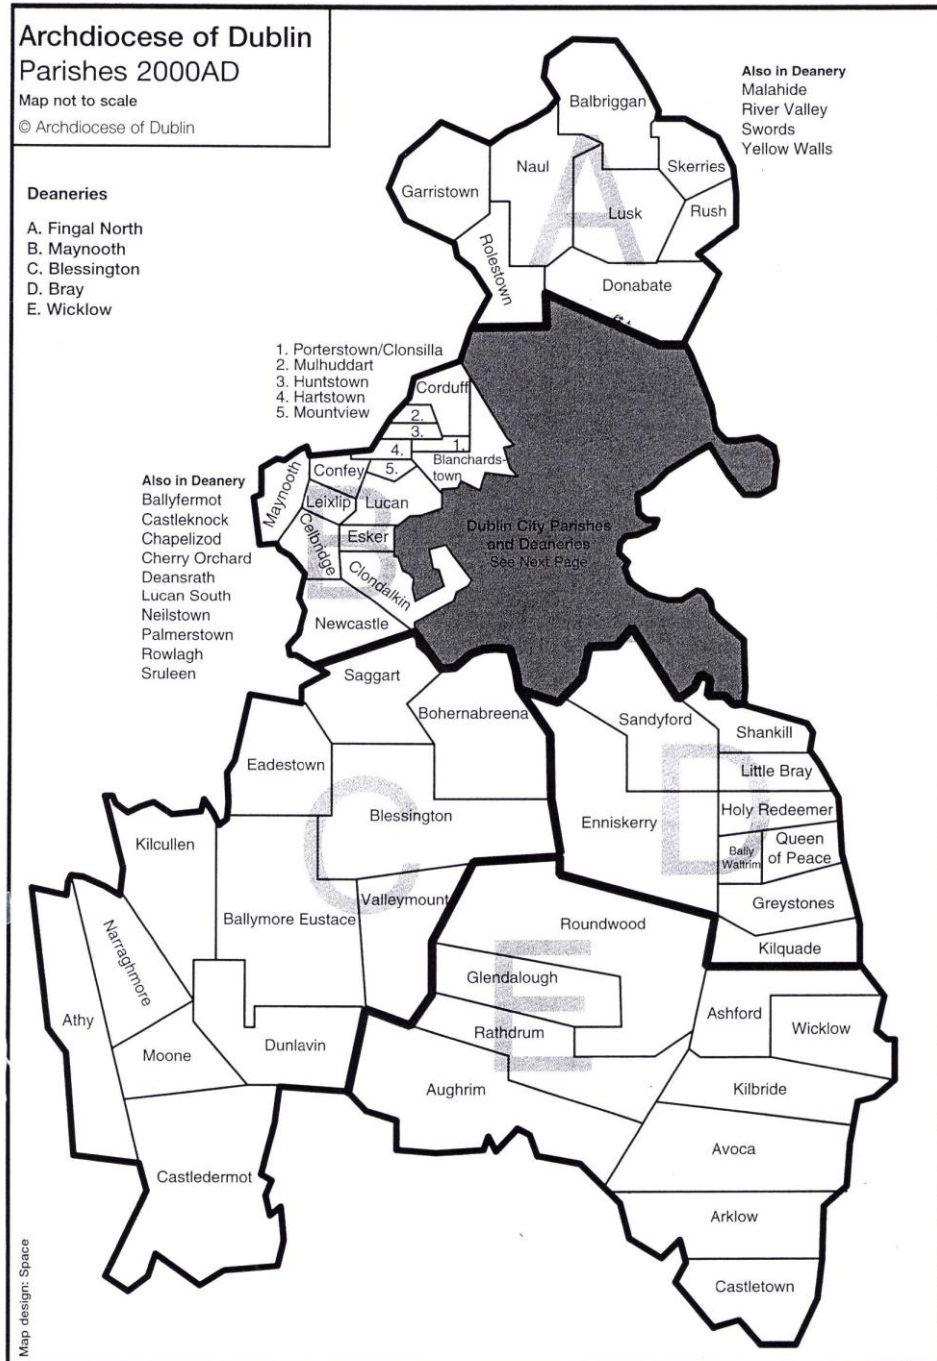 Archdiocese of Dublin
Parishes 2000AD
Map not to scale
© Archdiocese of Dublin
Deaneries
A. Fingal North
B. Maynooth
C. Blessington
D. Bray
E. Wicklow
Also in Deanery
Malahide
River Valley
Swords
Yellow Walls
A
Balbriggan
Naul
Skerries
Garristown
Lusk
Rush
Rolestown
Donabate
1. Porterstown/Clonsilla
2. Mulhuddart
3. Huntstown
4. Hartstown
5. Mountview
Also in Deanery
Ballyfermot
Castleknock
Chapelizod
Cherry Orchard
Deansrath
Lucan South
Neilstown
Palmerstown
Rowlagh
Sruleen
B
Corduff
2.
3.
1.
4.
Blanchards-
town
5.
Confey
Maynooth
Leixlip
Lucan
Celbridge
Esker
Clondalkin
Newcastle
Dublin City Parishes
and Deaneries
See Next Page
C
Saggart
Bohernabreena
Eadestown
Blessington
Kilcullen
Valleymount
Ballymore Eustace
Narraghmore
Athy
Moone
Dunlavin
Castledermot
D
Sandyford
Shankill
Little Bray
Enniskerry
Holy Redeemer
Bally
Waltrim
Queen
of Peace
Greystones
Kilquade
E
Roundwood
Glendalough
Rathdrum
Ashford
Wicklow
Aughrim
Kilbride
Avoca
Arklow
Castletown
Map design: Space